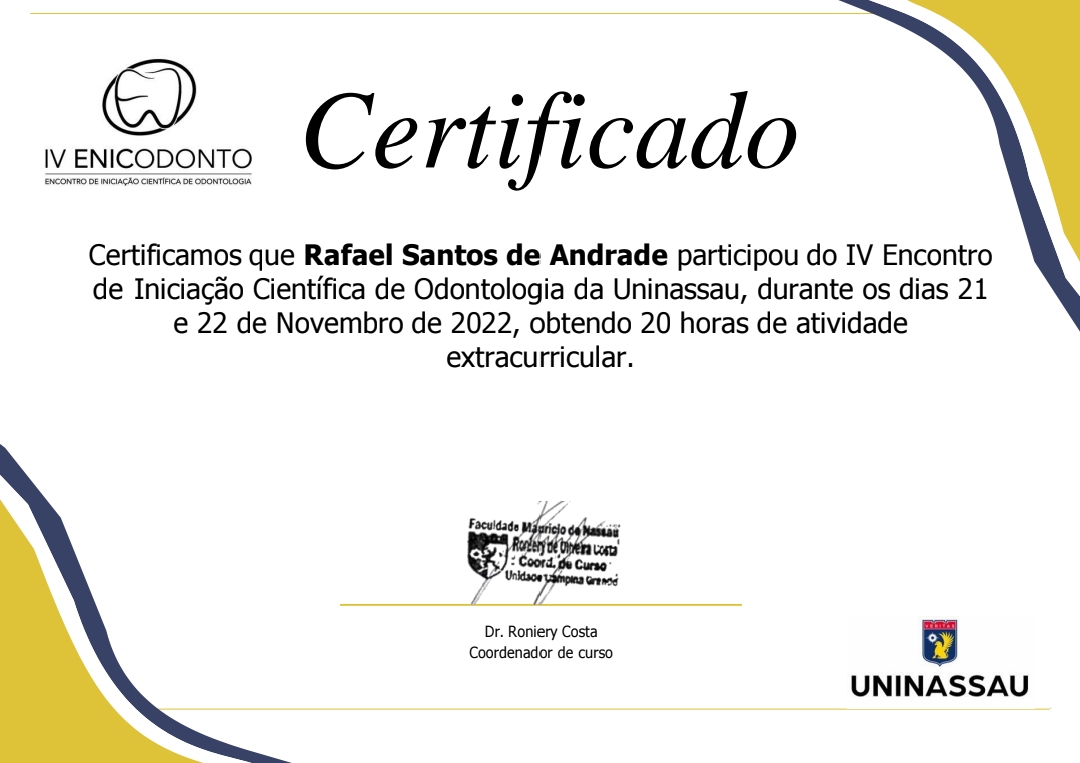 IV ENICODONTO
ENCONTRO DE INICIAÇÃO CIENTÍFICA DE ODONTOLOGIA
Certificado
Certificamos que Rafael Santos de Andrade participou do IV Encontro
de Iniciação Científica de Odontologia da Uninassau, durante os dias 21
e 22 de Novembro de 2022, obtendo 20 horas de atividade
extracurricular.
Faculdade Maurício de Nassau
Roniery de Oliveira Costa
Coord. de Curso
Unidade Campina Grande
Dr. Roniery Costa
Coordenador de curso
VERITAS
UNINASSAU